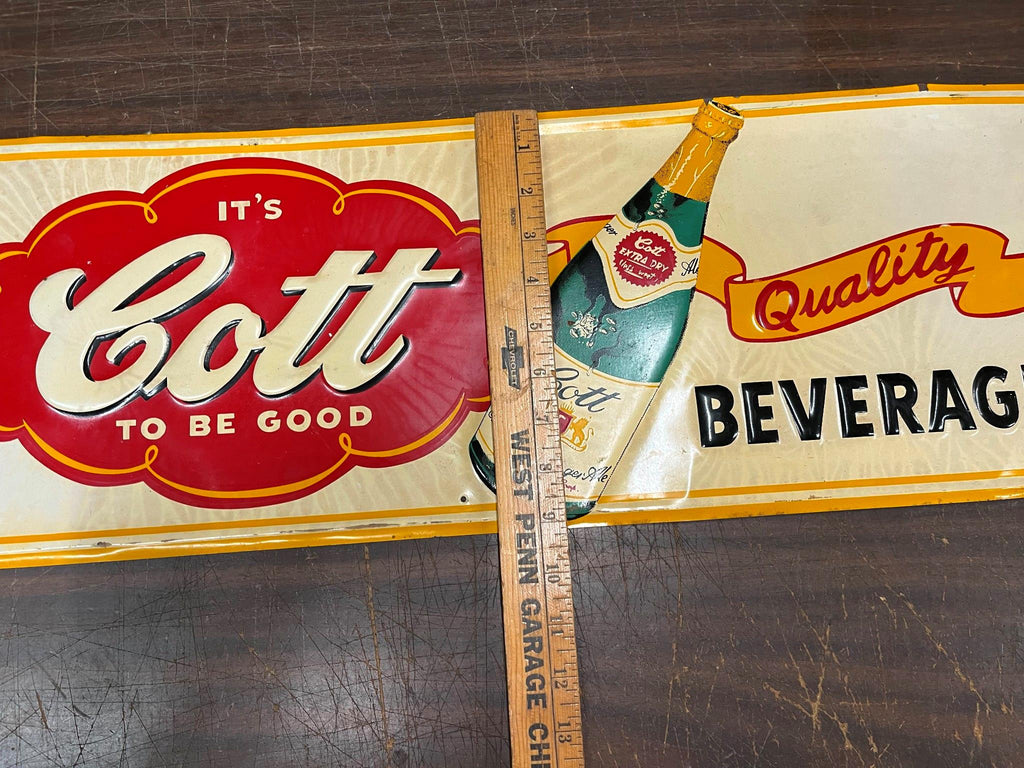 IT'S
Cott
TO BE GOOD
Cott
EXTRA DRY
Cott
Quality
BEVERAG
1
2
3
4
5
6
7
8
9
10
11
12
13
CHEVROLET
WEST PENN GARAGE CHE